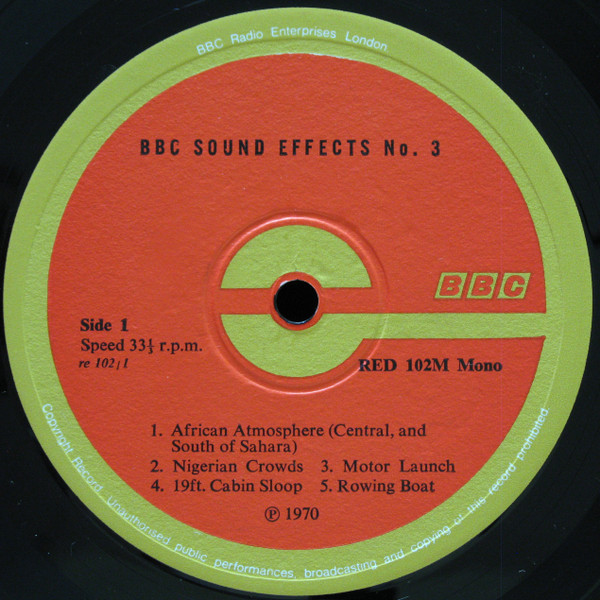 BBC Radio Enterprises London
BBC SOUND EFFECTS No. 3
BBC
Side 1
Speed 33⅓ r.p.m.
re 102/1
RED 102M Mono
1. African Atmosphere (Central, and
South of Sahara)
2. Nigerian Crowds 3. Motor Launch
4. 19ft. Cabin Sloop 5. Rowing Boat
℗ 1970
Copyright Record. Unauthorised public performances, broadcasting and copying of this record prohibited.